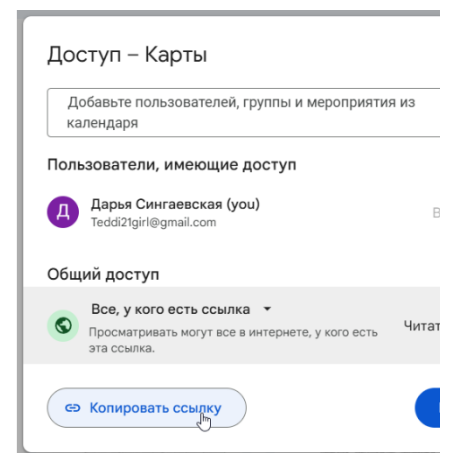 Доступ – Карты
Добавьте пользователей, группы и мероприятия из
календаря
Пользователи, имеющие доступ
Д
Дарья Сингаевская (you)
Teddi21girl@gmail.com
Общий доступ
Все, у кого есть ссылка
Просматривать могут все в интернете, у кого есть
эта ссылка.
Читат
Копировать ссылку